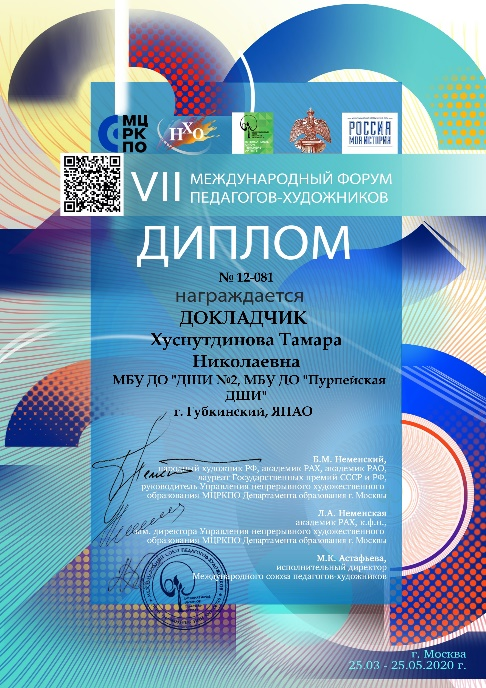 МЦ
РК
ПО
НХО
РОССИЯ
МОЯ ИСТОРИЯ
VII МЕЖДУНАРОДНЫЙ ФОРУМ
ПЕДАГОГОВ-ХУДОЖНИКОВ
ДИПЛОМ
№ 12-081
награждается
ДОКЛАДЧИК
Хуснутдинова Тамара
Николаевна
МБУ ДО "ДШИ №2, МБУ ДО "Пурпейская
ДШИ"
г. Губкинский, ЯНАО
Б.М. Неменский,
народный художник РФ, академик РАХ, академик РАО,
лауреат Государственных премий СССР и РФ,
руководитель Управления непрерывного художественного
образования МЦРКПО Департамента образования г. Москвы
Л.А. Неменская
академик РАХ, к.ф.н.,
зам. директора Управления непрерывного художественного
образования МЦРКПО Департамента образования г. Москвы
М.К. Астафьева,
исполнительный директор
Международного союза педагогов-художников
г. Москва
25.03 - 25.05.2020 г.